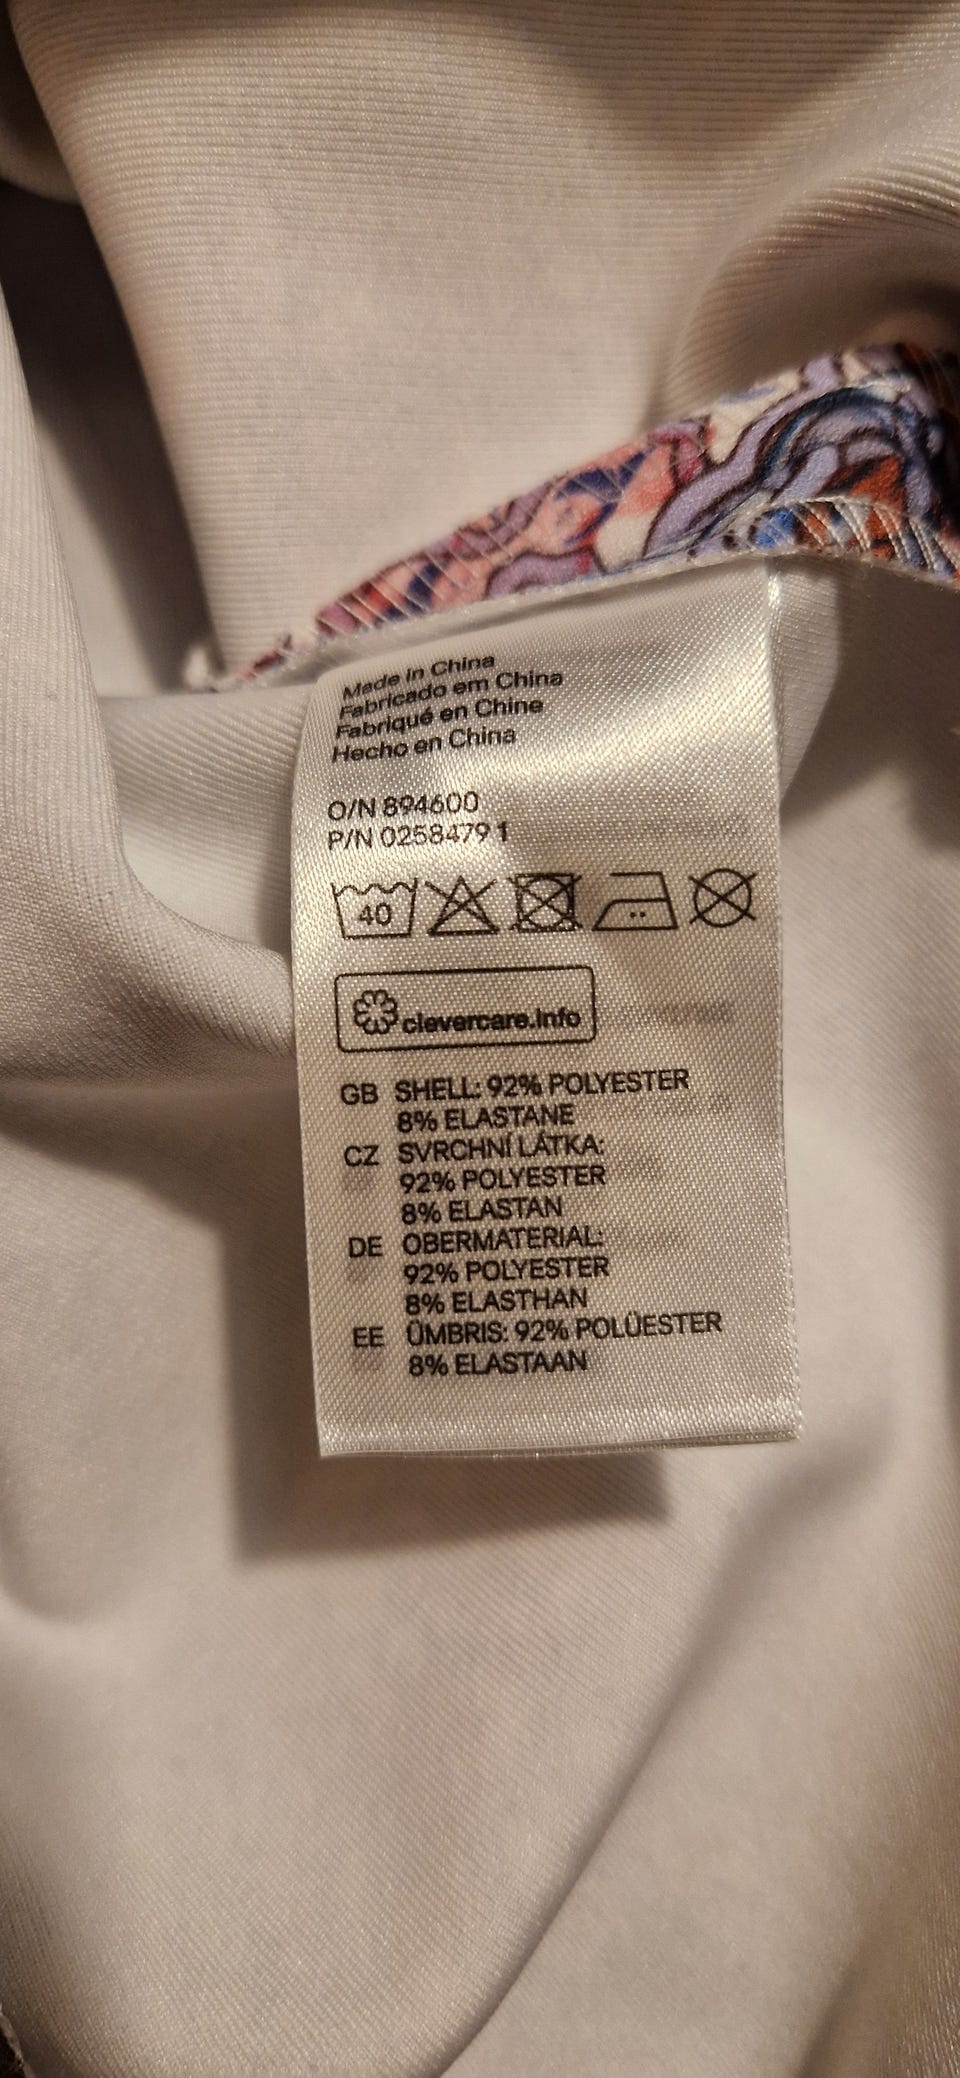 Made in China
Fabricado em China
Fabriqué en Chine
Hecho en China
O/N 894600
P/N 02584791
40
clevercare.info
GB SHELL: 92% POLYESTER
8% ELASTANE
CZ SVRCHNÍ LÁTKA:
92% POLYESTER
8% ELASTAN
DE OBERMATERIAL:
92% POLYESTER
8% ELASTHAN
EE ÜMBRIS: 92% POLÜESTER
8% ELASTAAN